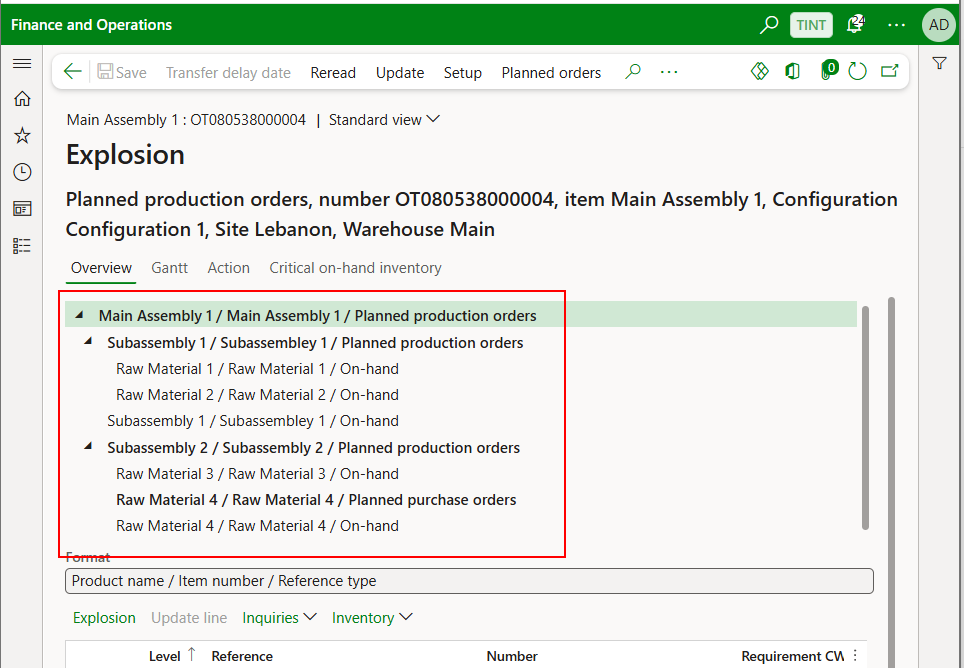 Finance and Operations TINT 24 AD
Save Transfer delay date Reread Update Setup Planned orders 0
Main Assembly 1 : OT080538000004 | Standard view
Explosion
Planned production orders, number OT080538000004, item Main Assembly 1, Configuration
Configuration 1, Site Lebanon, Warehouse Main
Overview Gantt Action Critical on-hand inventory
Main Assembly 1 / Main Assembly 1 / Planned production orders
Subassembly 1 / Subassembley 1 / Planned production orders
Raw Material 1 / Raw Material 1 / On-hand
Raw Material 2 / Raw Material 2 / On-hand
Subassembly 1 / Subassembley 1 / On-hand
Subassembly 2 / Subassembly 2 / Planned production orders
Raw Material 3 / Raw Material 3 / On-hand
Raw Material 4 / Raw Material 4 / Planned purchase orders
Raw Material 4 / Raw Material 4 / On-hand
Format
Product name / Item number / Reference type
Explosion Update line Inquiries Inventory
Level Reference Number Requirement CW